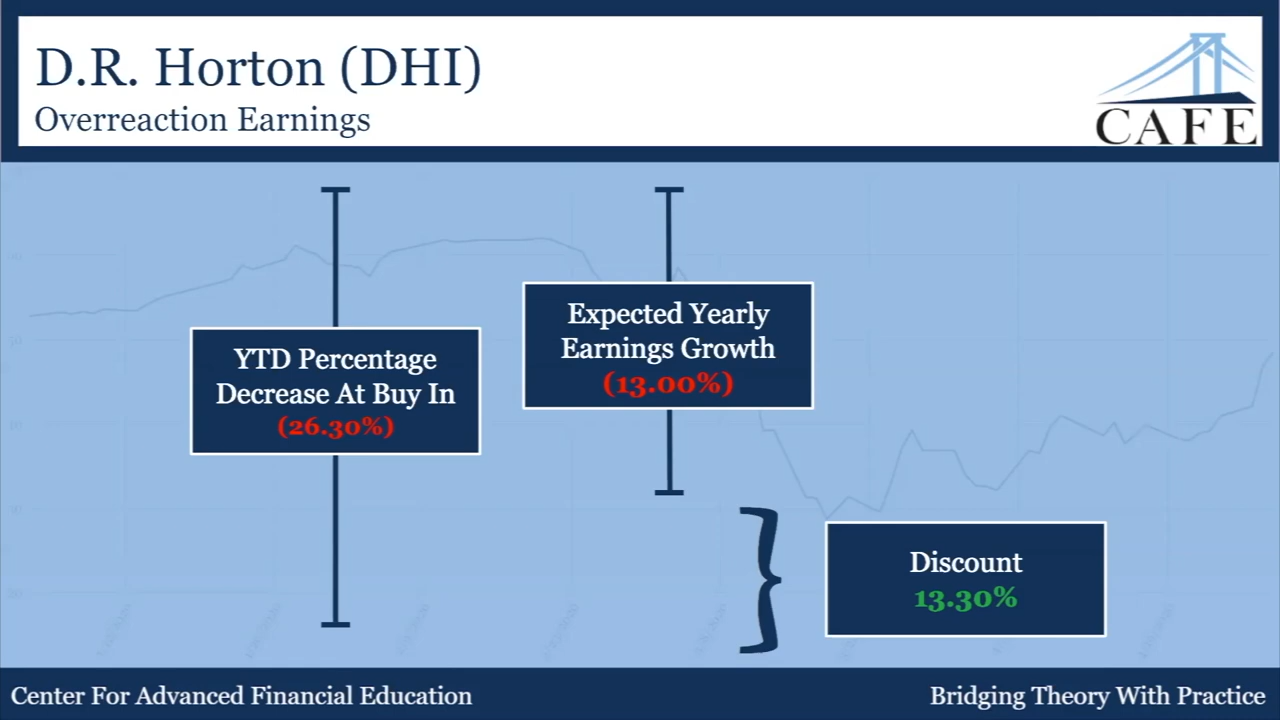 D.R. Horton (DHI)
Overreaction Earnings
CAFE
YTD Percentage
Decrease At Buy In
(26.30%)
Expected Yearly
Earnings Growth
(13.00%)
Discount
13.30%
Center For Advanced Financial Education
Bridging Theory With Practice